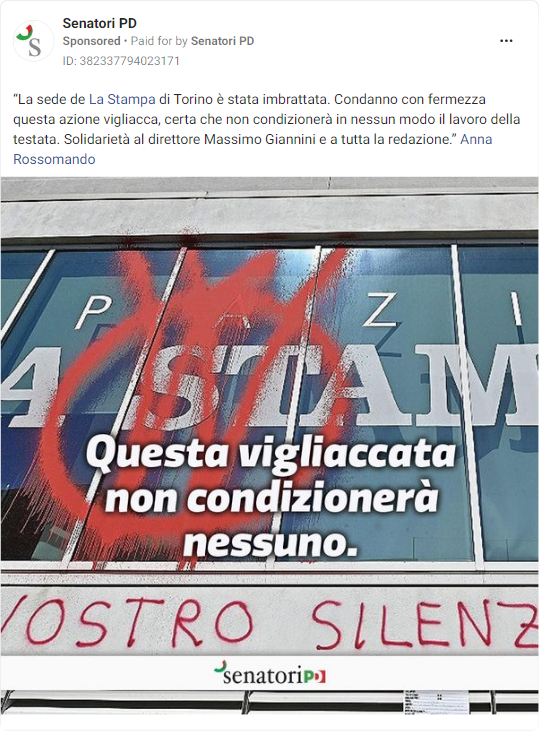 Senatori PD
Sponsored • Paid for by Senatori PD
ID: 382337794023171
“La sede de La Stampa di Torino è stata imbrattata. Condanno con fermezza
questa azione vigliacca, certa che non condizionerà in nessun modo il lavoro della
testata. Solidarietà al direttore Massimo Giannini e a tutta la redazione.” Anna
Rossomando
P A Z I
A STAM
Questa vigliaccata
non condizionerà
nessuno.
VOSTRO SILENZ
senatoriPD